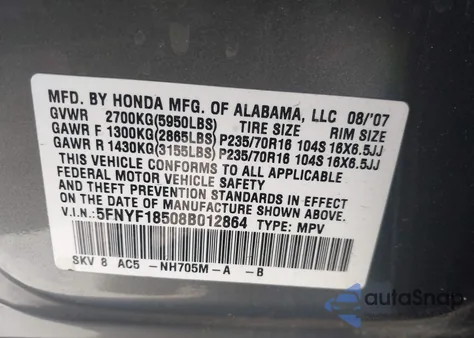 MFD. BY HONDA MFG. OF ALABAMA, LLC 08/'07
GVWR 2700KG(5950LBS) TIRE SIZE RIM SIZE
GAWR F 1300KG(2865LBS) P235/70R16 104S 16X6.5JJ
GAWR R 1430KG(3155LBS) P235/70R16 104S 16X6.5JJ
THIS VEHICLE CONFORMS TO ALL APPLICABLE
FEDERAL MOTOR VEHICLE SAFETY
STANDARDS IN EFFECT ON THE
DATE OF MANUFACTURE SHOWN ABOVE.
V.I.N.: 5FNYF18508B012864 TYPE: MPV
SKV 8 AC5 -NH705M-A -B
autoSnap